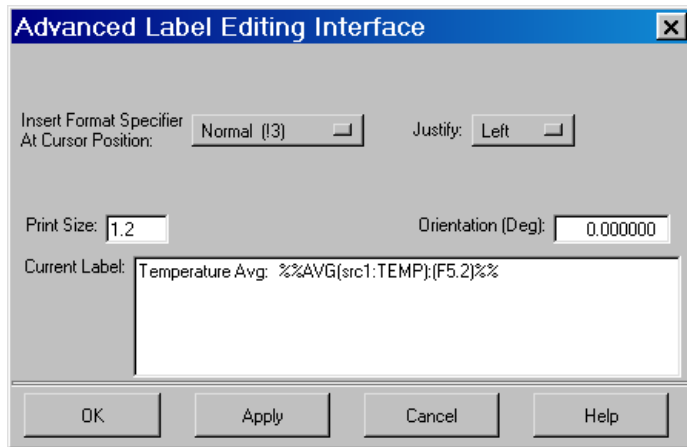 Advanced Label Editing Interface
Insert Format Specifier
At Cursor Position:
Normal (!3)
Justify:
Left
Print Size:
1.2
Orientation (Deg):
0.000000
Current Label:
Temperature Avg:  %%AVG(src1:TEMP):(F5.2)%%
OK
Apply
Cancel
Help